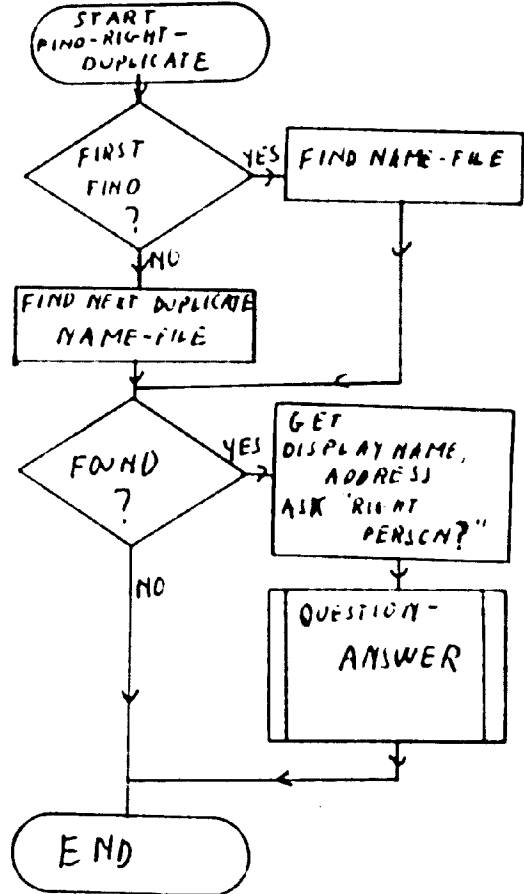 START
FIND-RIGHT-
DUPLICATE
FIRST
FIND
?
YES
FIND NAME-FILE
NO
FIND NEXT DUPLICATE
NAME-FILE
FOUND
?
YES
GET
DISPLAY NAME,
ADDRESS
ASK "RIGHT
PERSON?"
NO
QUESTION-
ANSWER
END